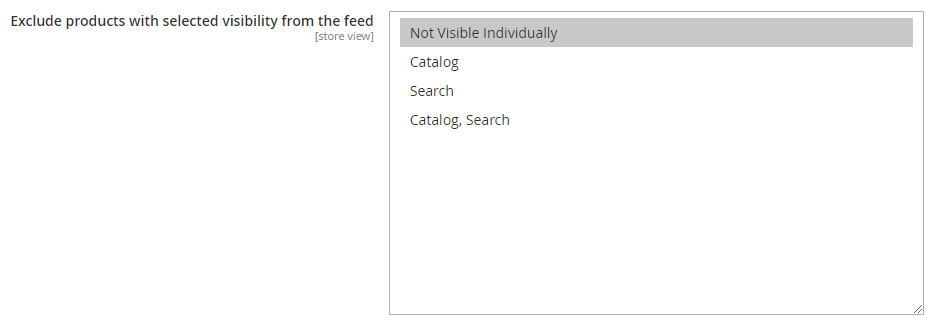 Exclude products with selected visibility from the feed
[store view]
Not Visible Individually
Catalog
Search
Catalog, Search